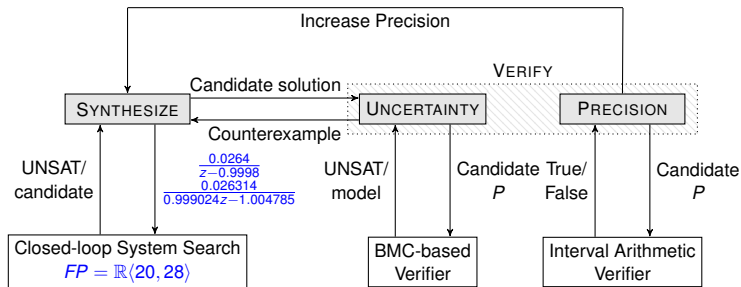 Increase Precision
VERIFY
Candidate solution
SYNTHESIZE
UNCERTAINTY
PRECISION
Counterexample
UNSAT/
candidate
0.0264
z−0.9998
0.026314
0.999024z−1.004785
UNSAT/
model
Candidate
P
True/
False
Candidate
P
Closed-loop System Search
FP = ℝ⟨20, 28⟩
BMC-based
Verifier
Interval Arithmetic
Verifier